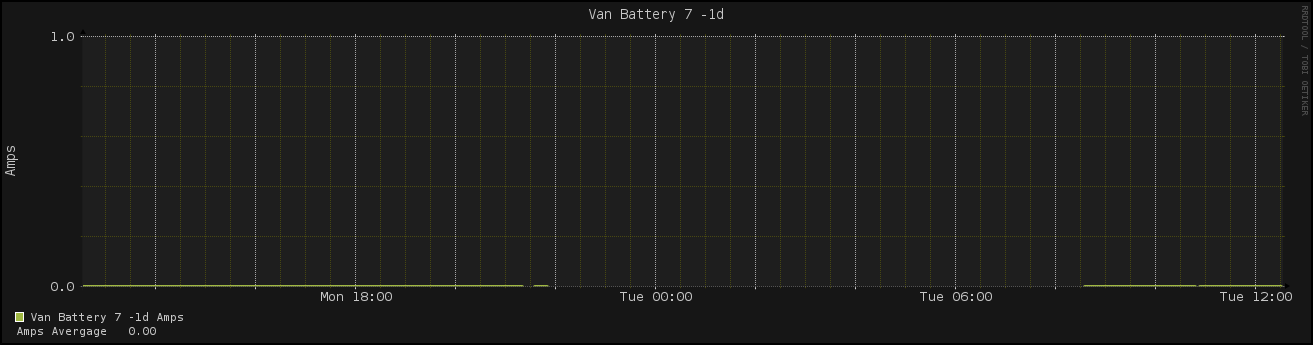 Van Battery 7 -1d
RRDTOOL / TOBI OETIKER
1.0
Amps
0.0
Mon 18:00 Tue 00:00 Tue 06:00 Tue 12:00
Van Battery 7 -1d Amps
Amps Avergage 0.00